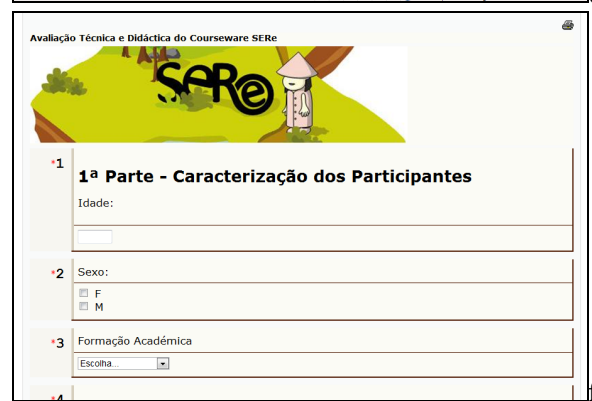 Avaliação Técnica e Didáctica do Courseware SERe
SERe
*1
1ª Parte - Caracterização dos Participantes
Idade:
*2
Sexo:
F
M
*3
Formação Académica
Escolha...
*4